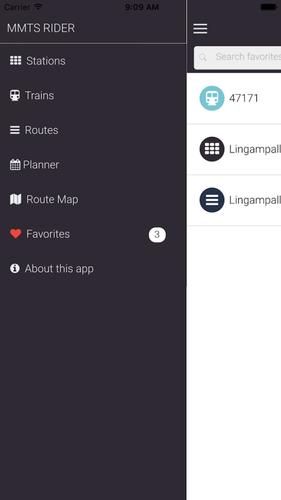 Carrier 9:09 AM
MMTS RIDER
Search favorites
Stations
Trains
47171
Routes
Lingampall
Planner
Route Map
Lingampall
Favorites 3
About this app